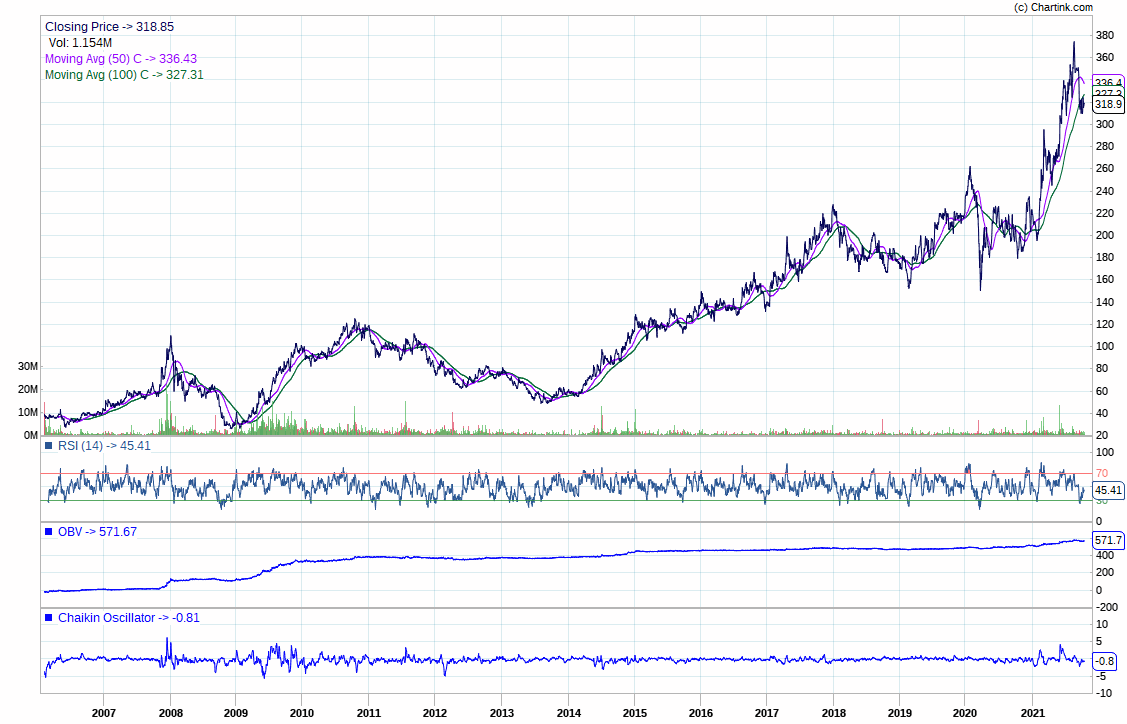 (c) Chartink.com
Closing Price -> 318.85
Vol: 1.154M
Moving Avg (50) C -> 336.43
Moving Avg (100) C -> 327.31
380
360
336.4
327.3
318.9
300
280
260
240
220
200
180
160
140
120
100
80
60
40
20
30M
20M
10M
0M
RSI (14) -> 45.41
100
70
45.41
30
0
OBV -> 571.67
571.7
400
200
0
-200
Chaikin Oscillator -> -0.81
10
5
-0.8
-5
-10
2007 2008 2009 2010 2011 2012 2013 2014 2015 2016 2017 2018 2019 2020 2021